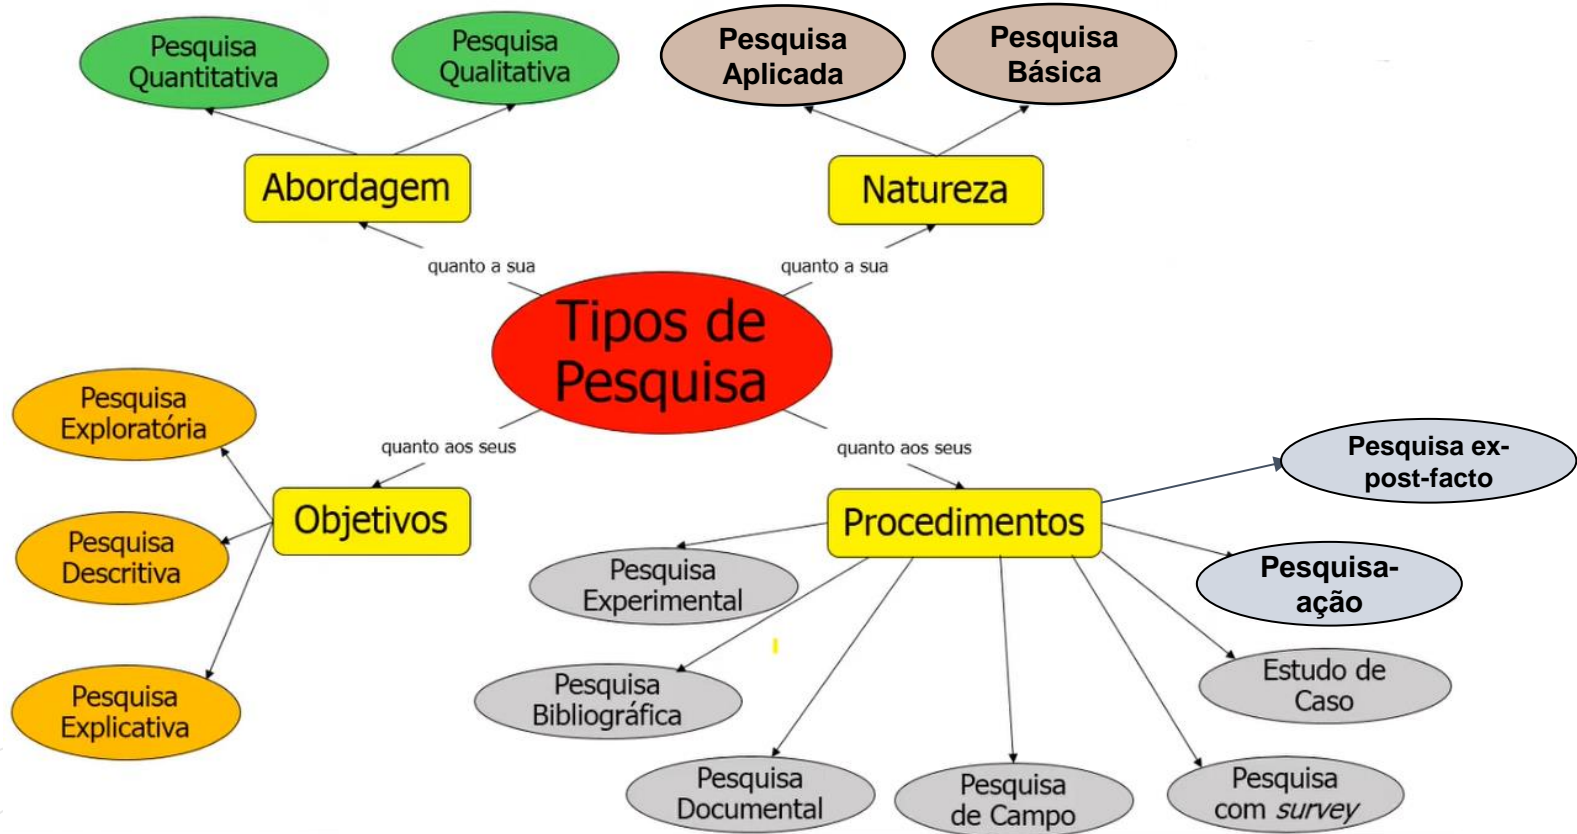 Pesquisa
Quantitativa
Pesquisa
Qualitativa
Pesquisa
Aplicada
Pesquisa
Básica
Abordagem
Natureza
quanto a sua
quanto a sua
Tipos de
Pesquisa
quanto aos seus
quanto aos seus
Pesquisa
Exploratória
Objetivos
Pesquisa
Descritiva
Pesquisa
Explicativa
Procedimentos
Pesquisa ex-
post-facto
Pesquisa-
ação
Pesquisa
Experimental
Pesquisa
Bibliográfica
Estudo de
Caso
Pesquisa
Documental
Pesquisa
de Campo
Pesquisa
com survey